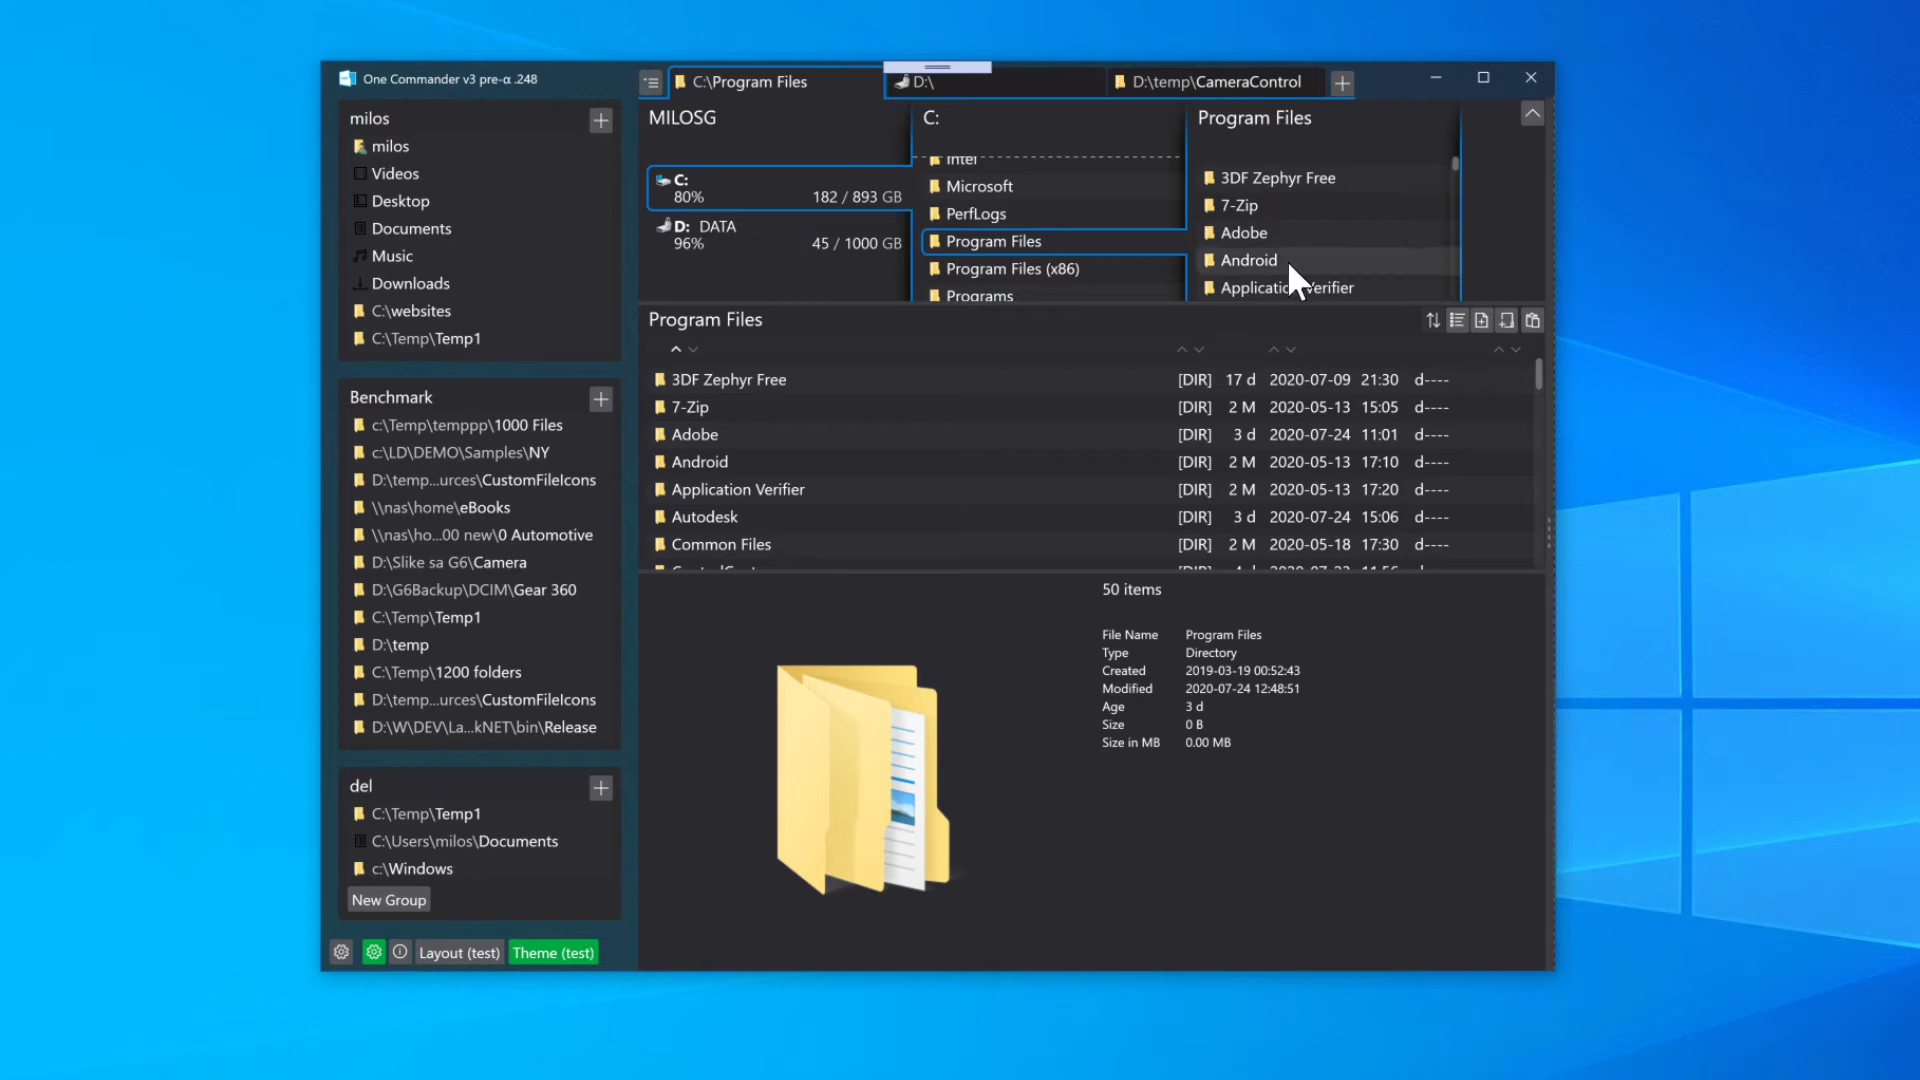 One Commander v3 pre-α .248
C:\Program Files
D:\
D:\temp\CameraControl
milos
milos
Videos
Desktop
Documents
Music
Downloads
C:\websites
C:\Temp\Temp1
Benchmark
c:\Temp\temppp\1000 Files
c:\LD\DEMO\Samples\NY
D:\temp...urces\CustomFileIcons
\\nas\home\eBooks
\\nas\ho...00 new\0 Automotive
D:\Slike sa G6\Camera
D:\G6Backup\DCIM\Gear 360
C:\Temp\Temp1
D:\temp
C:\Temp\1200 folders
D:\temp...urces\CustomFileIcons
D:\W\DEV\La...kNET\bin\Release
del
C:\Temp\Temp1
C:\Users\milos\Documents
c:\Windows
New Group
Layout (test)
Theme (test)
MILOSG
C:
80% 182 / 893 GB
D: DATA
96% 45 / 1000 GB
C:
Intel
Microsoft
PerfLogs
Program Files
Program Files (x86)
Programs
Program Files
3DF Zephyr Free
7-Zip
Adobe
Android
Program Files
3DF Zephyr Free [DIR] 17 d 2020-07-09 21:30 d----
7-Zip [DIR] 2 M 2020-05-13 15:05 d----
Adobe [DIR] 3 d 2020-07-24 11:01 d----
Android [DIR] 2 M 2020-05-13 17:10 d----
Application Verifier [DIR] 2 M 2020-05-13 17:20 d----
Autodesk [DIR] 3 d 2020-07-24 15:06 d----
Common Files [DIR] 2 M 2020-05-18 17:30 d----
50 items
File Name Program Files
Type Directory
Created 2019-03-19 00:52:43
Modified 2020-07-24 12:48:51
Age 3 d
Size 0 B
Size in MB 0.00 MB